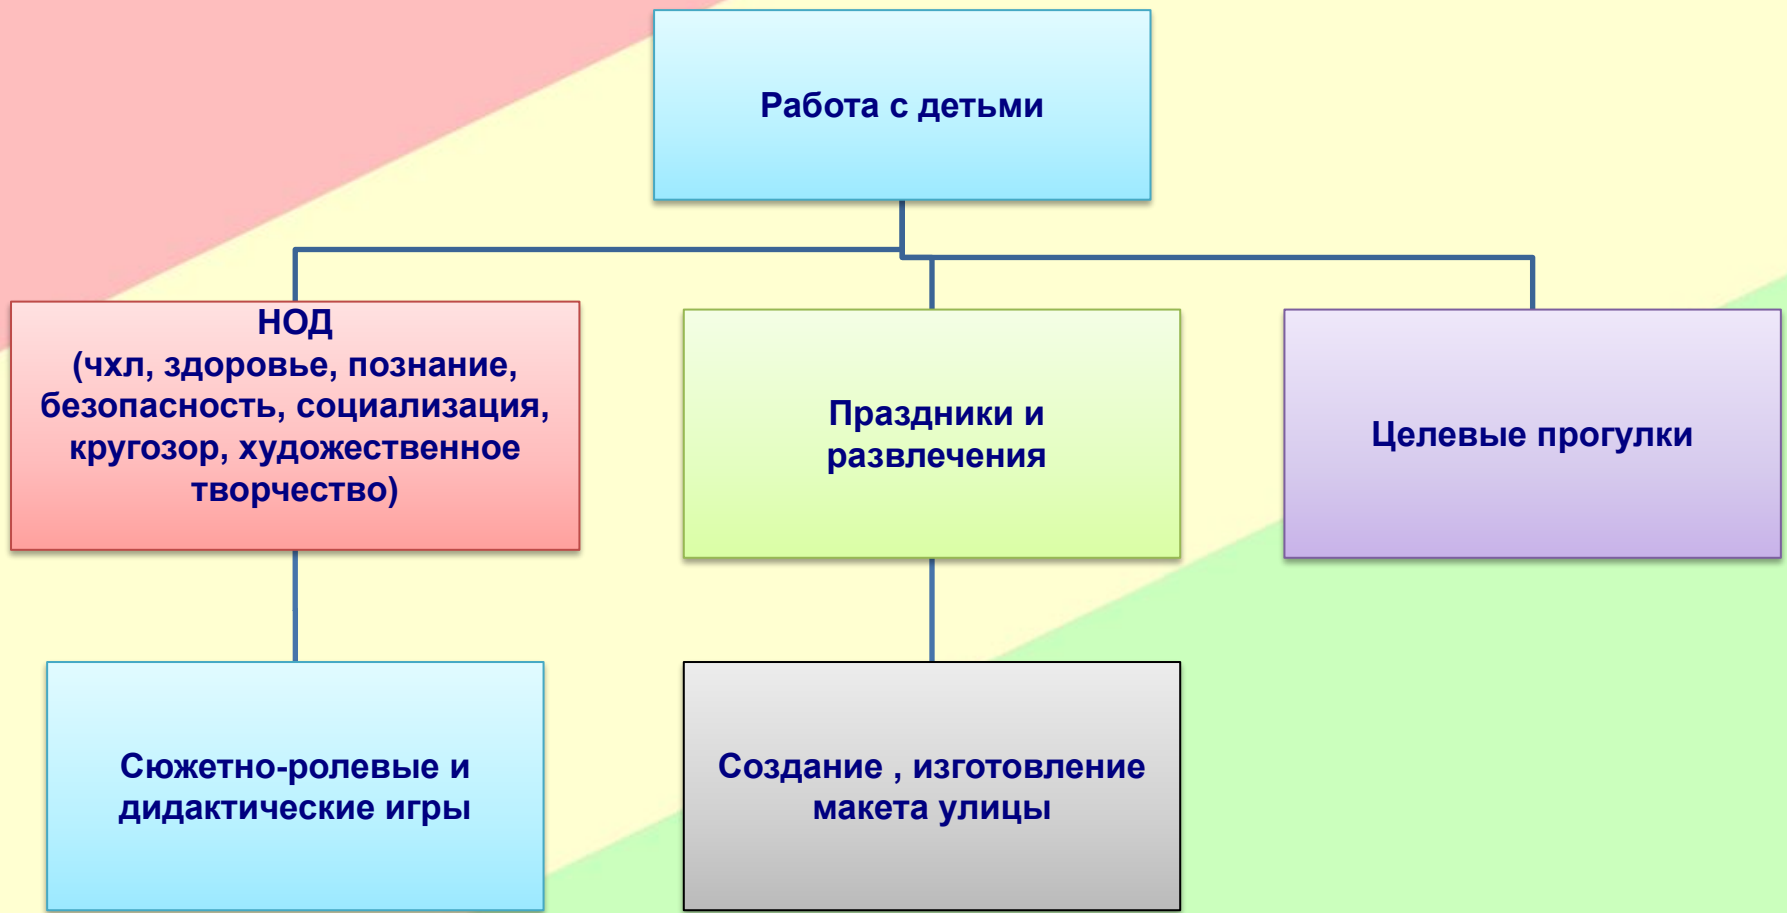 Работа с детьми
НОД
(чхл, здоровье, познание,
безопасность, социализация,
кругозор, художественное
творчество)
Праздники и
развлечения
Целевые прогулки
Сюжетно-ролевые и
дидактические игры
Создание , изготовление
макета улицы